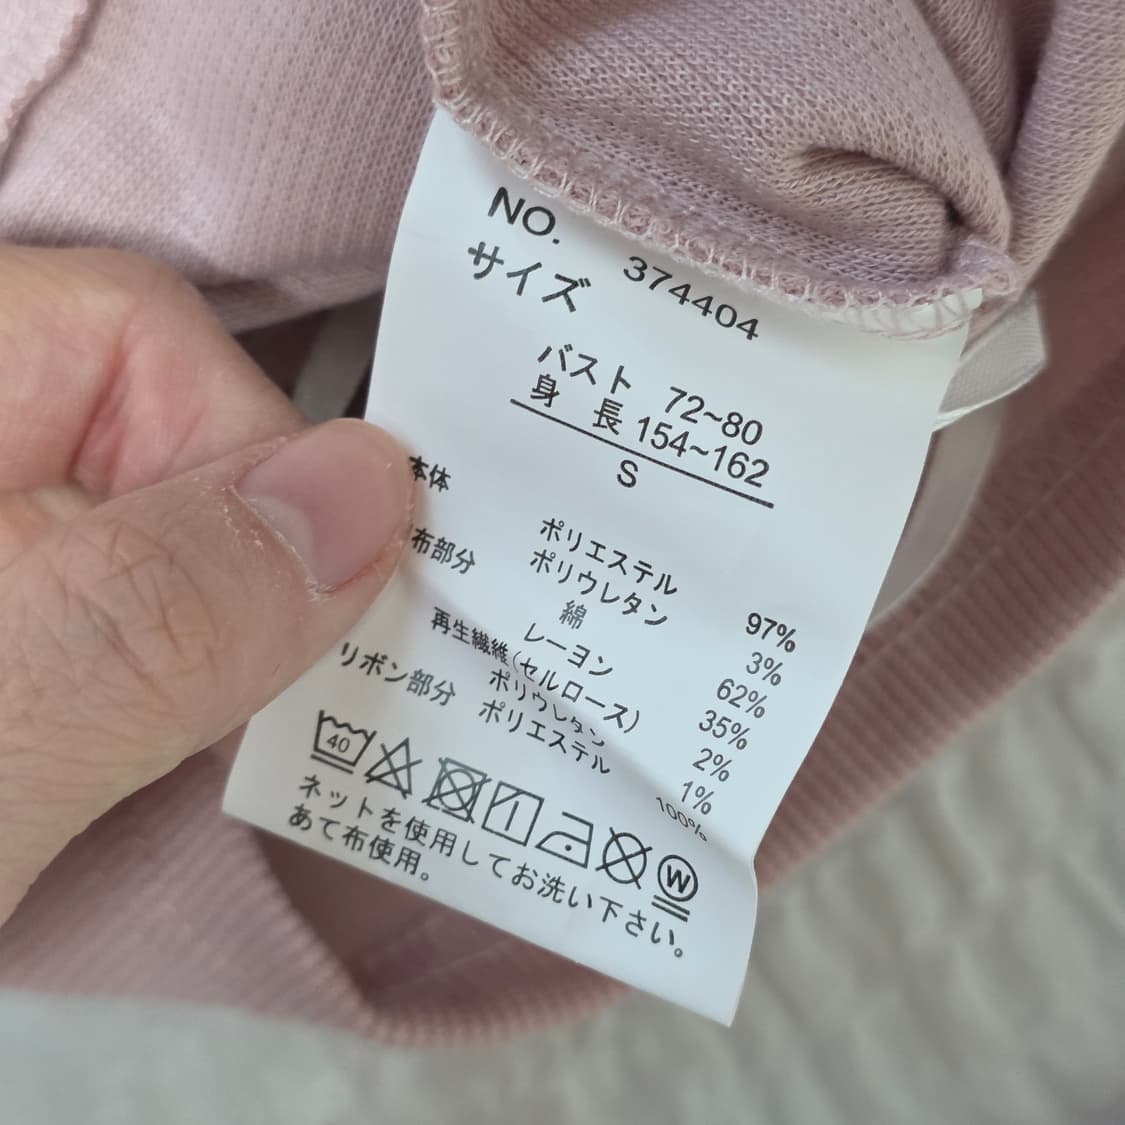 NO. 374404
サイズ
バスト 72~80
身 長 154~162
S
本体 ポリエステル 97%
ポリウレタン 3%
布部分 綿 62%
レーヨン 35%
再生繊維(セルロース) 2%
ポリウレタン 1%
リボン部分 ポリエステル 100%
40 W
ネットを使用してお洗い下さい。
あて布使用。